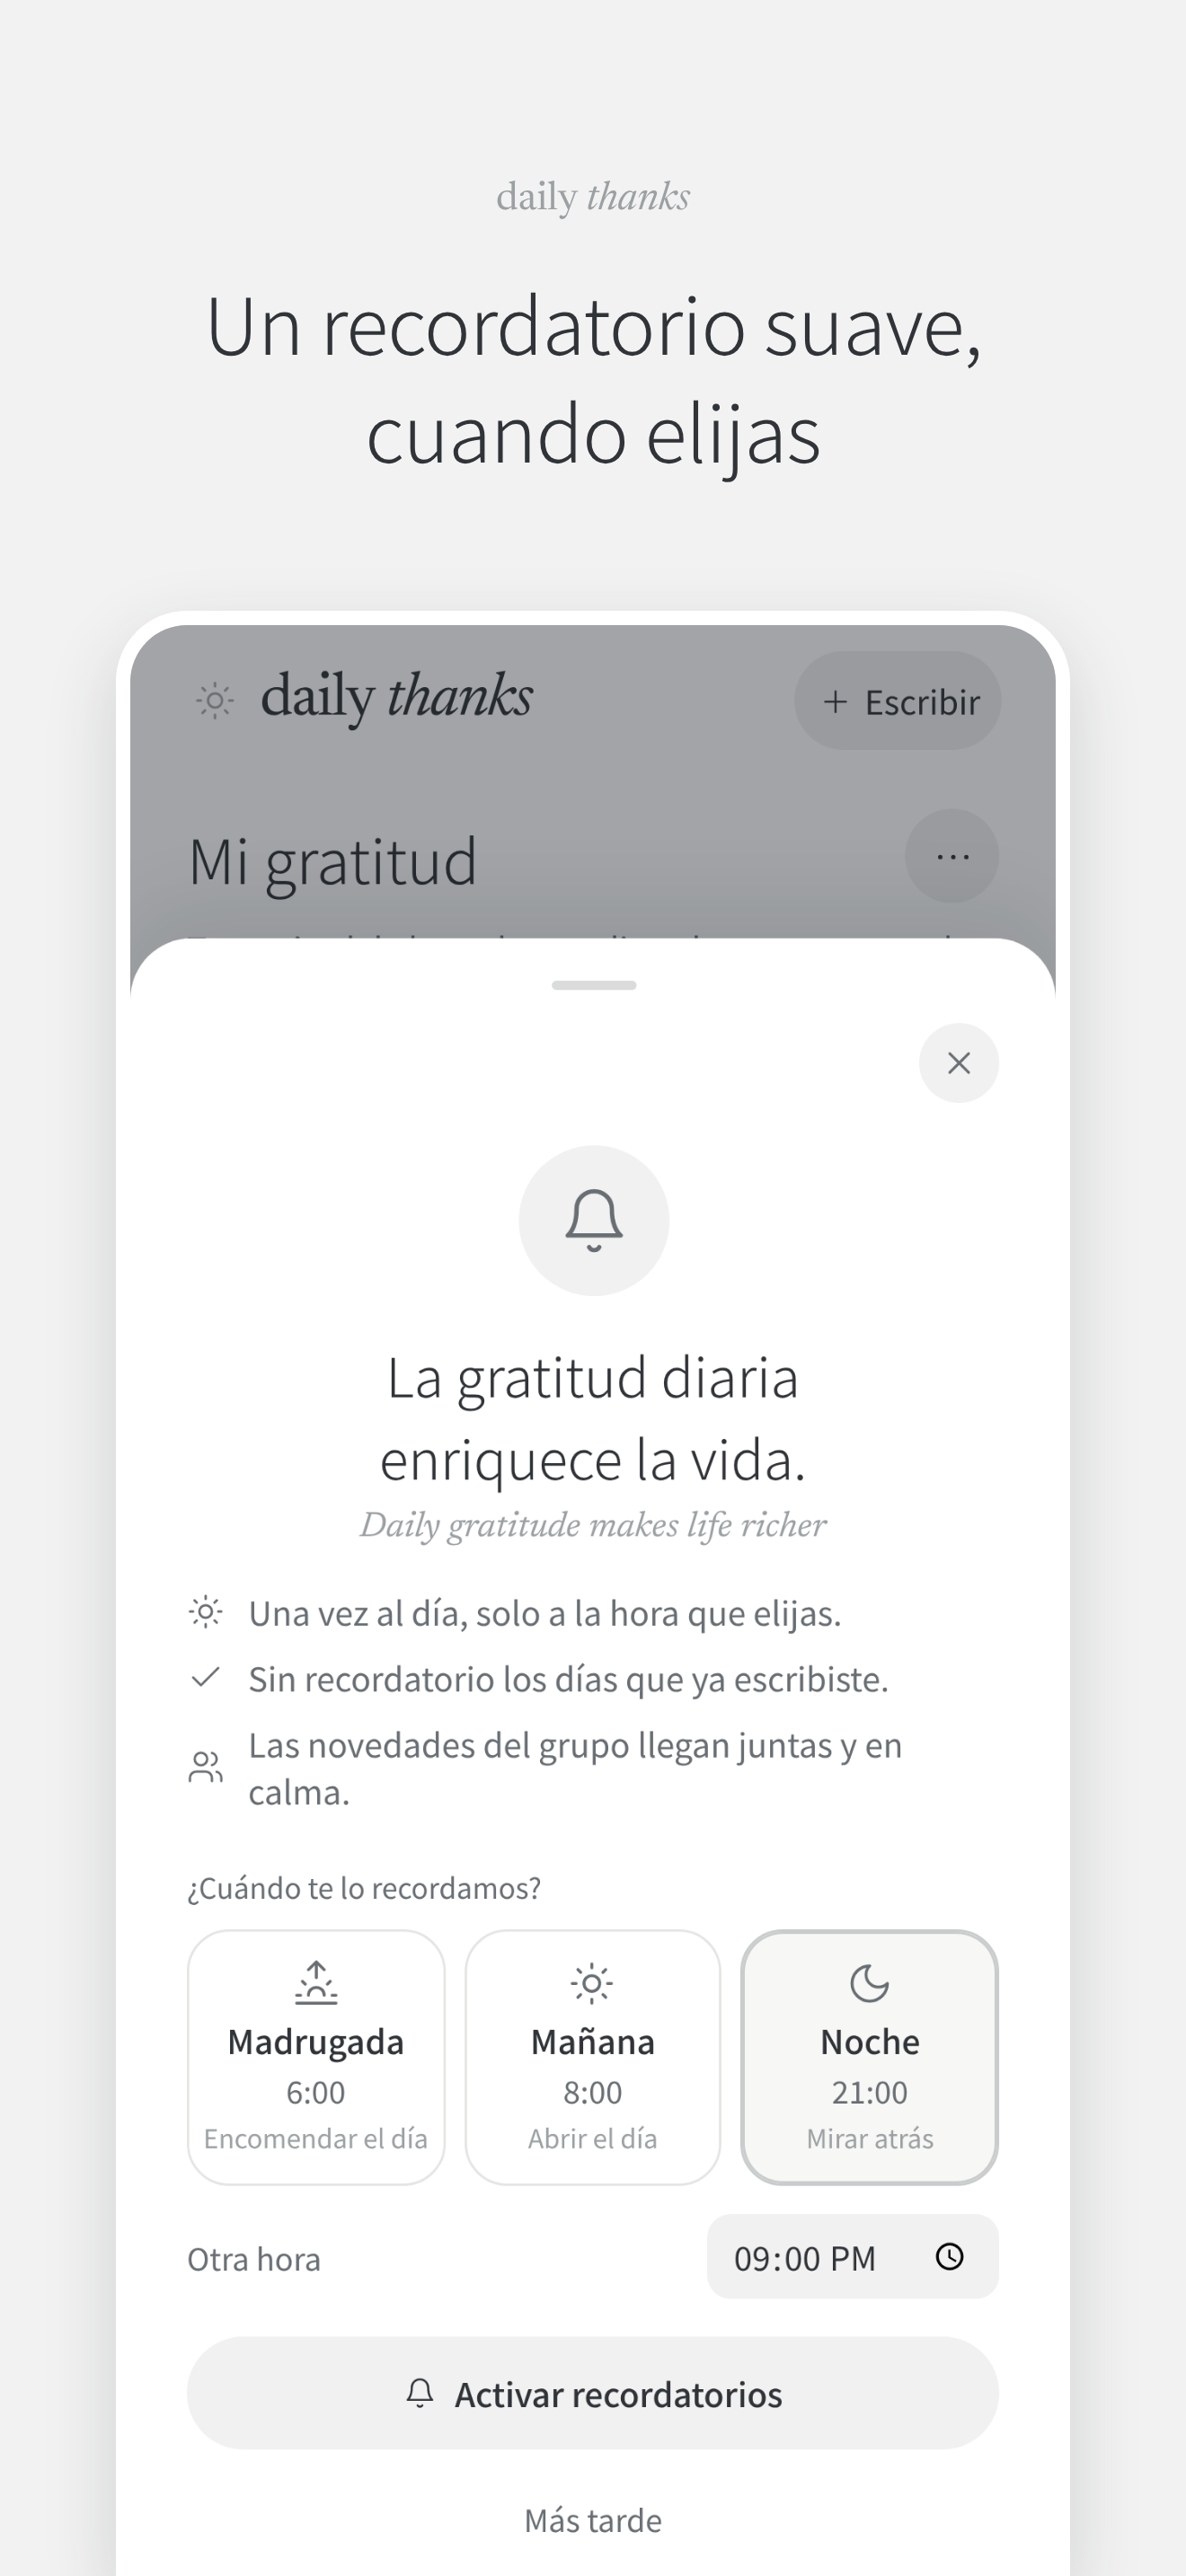 daily thanks
Un recordatorio suave,
cuando elijas
daily thanks
+ Escribir
Mi gratitud
La gratitud diaria
enriquece la vida.
Daily gratitude makes life richer
Una vez al día, solo a la hora que elijas.
Sin recordatorio los días que ya escribiste.
Las novedades del grupo llegan juntas y en
calma.
¿Cuándo te lo recordamos?
Madrugada
6:00
Encomendar el día
Mañana
8:00
Abrir el día
Noche
21:00
Mirar atrás
Otra hora
09:00 PM
Activar recordatorios
Más tarde